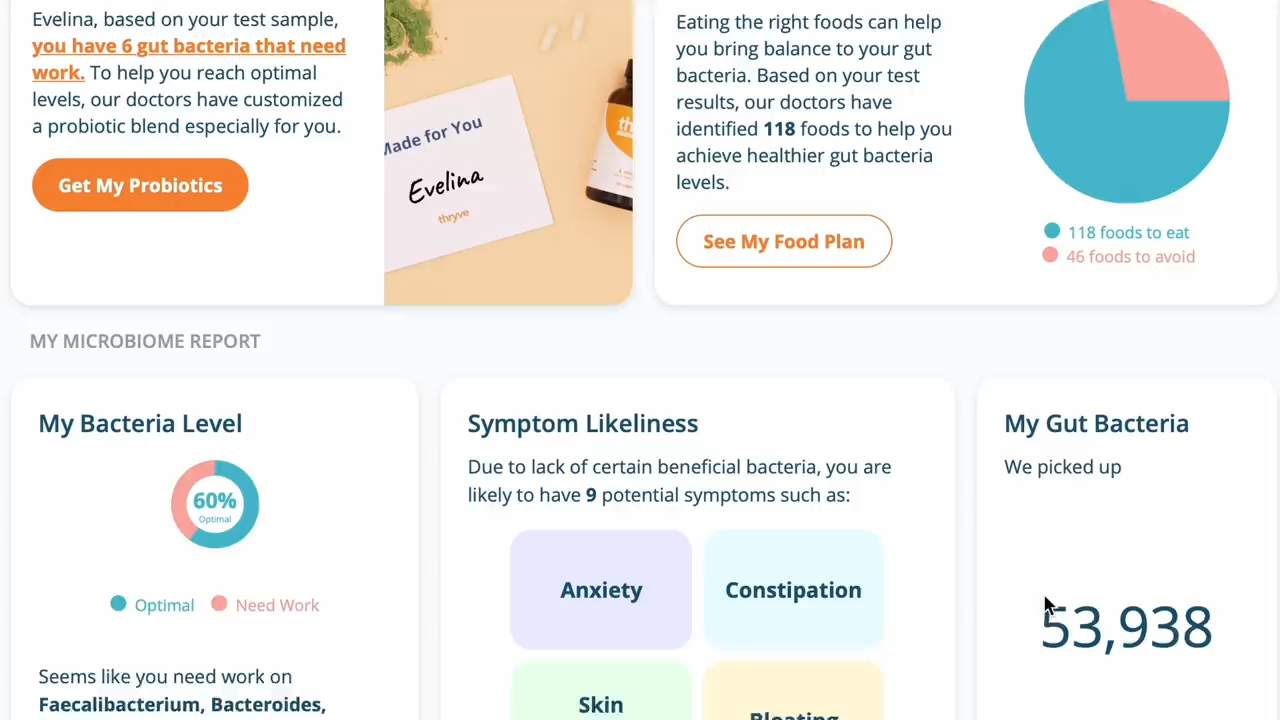 Evelina, based on your test sample,
you have 6 gut bacteria that need
work. To help you reach optimal
levels, our doctors have customized
a probiotic blend especially for you.
Get My Probiotics
Made for You
Evelina
thryve
th
Eating the right foods can help
you bring balance to your gut
bacteria. Based on your test
results, our doctors have
identified 118 foods to help you
achieve healthier gut bacteria
levels.
See My Food Plan
118 foods to eat
46 foods to avoid
MY MICROBIOME REPORT
My Bacteria Level
60%
Optimal
Optimal
Need Work
Seems like you need work on
Faecalibacterium, Bacteroides,
Symptom Likeliness
Due to lack of certain beneficial bacteria, you are
likely to have 9 potential symptoms such as:
Anxiety
Constipation
Skin
Bloating
My Gut Bacteria
We picked up
53,938